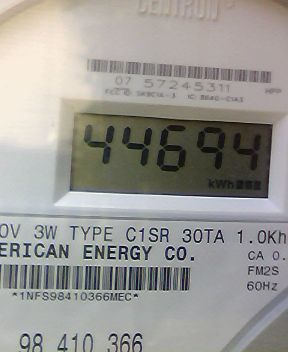 CENTRON
07 57245311
HPP
44694
kWh
0V 3W TYPE C1SR 30TA 1.0Kh
ERICAN ENERGY CO.
CA 0.
FM2S
60Hz
*1NFS98410366MEC*
98 410 366